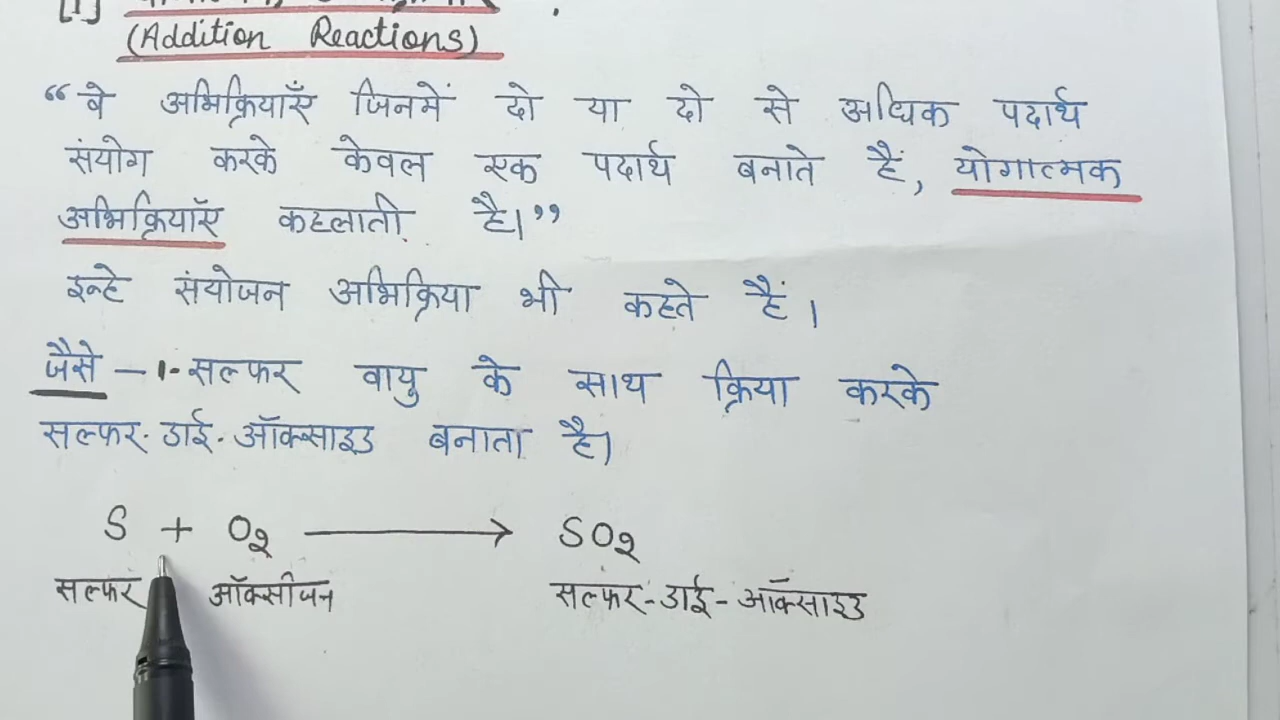 [1]
(Addition Reactions)
“ वे अभिक्रियाएँ जिनमें दो या दो से अधिक पदार्थ
संयोग करके केवल एक पदार्थ बनाते हैं, योगात्मक
अभिक्रियाएँ कहलाती है।”
इन्हे संयोजन अभिक्रिया भी कहते हैं।
जैसे – 1. सल्फर वायु के साथ क्रिया करके
सल्फर-डाई-ऑक्साइड बनाता है।
S + O₂ ⟶ SO₂
सल्फर ऑक्सीजन सल्फर-डाई-ऑक्साइड